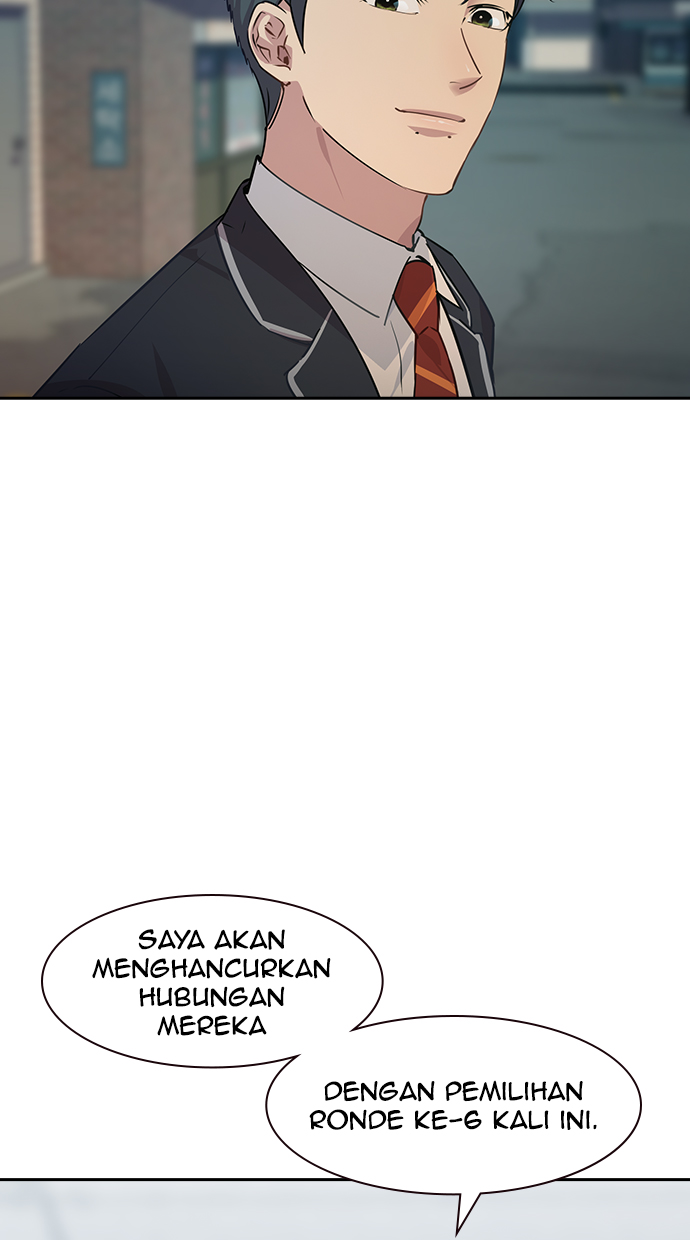 SAYA AKAN
MENGHANCURKAN
HUBUNGAN
MEREKA
DENGAN PEMILIHAN
RONDE KE-6 KALI INI.